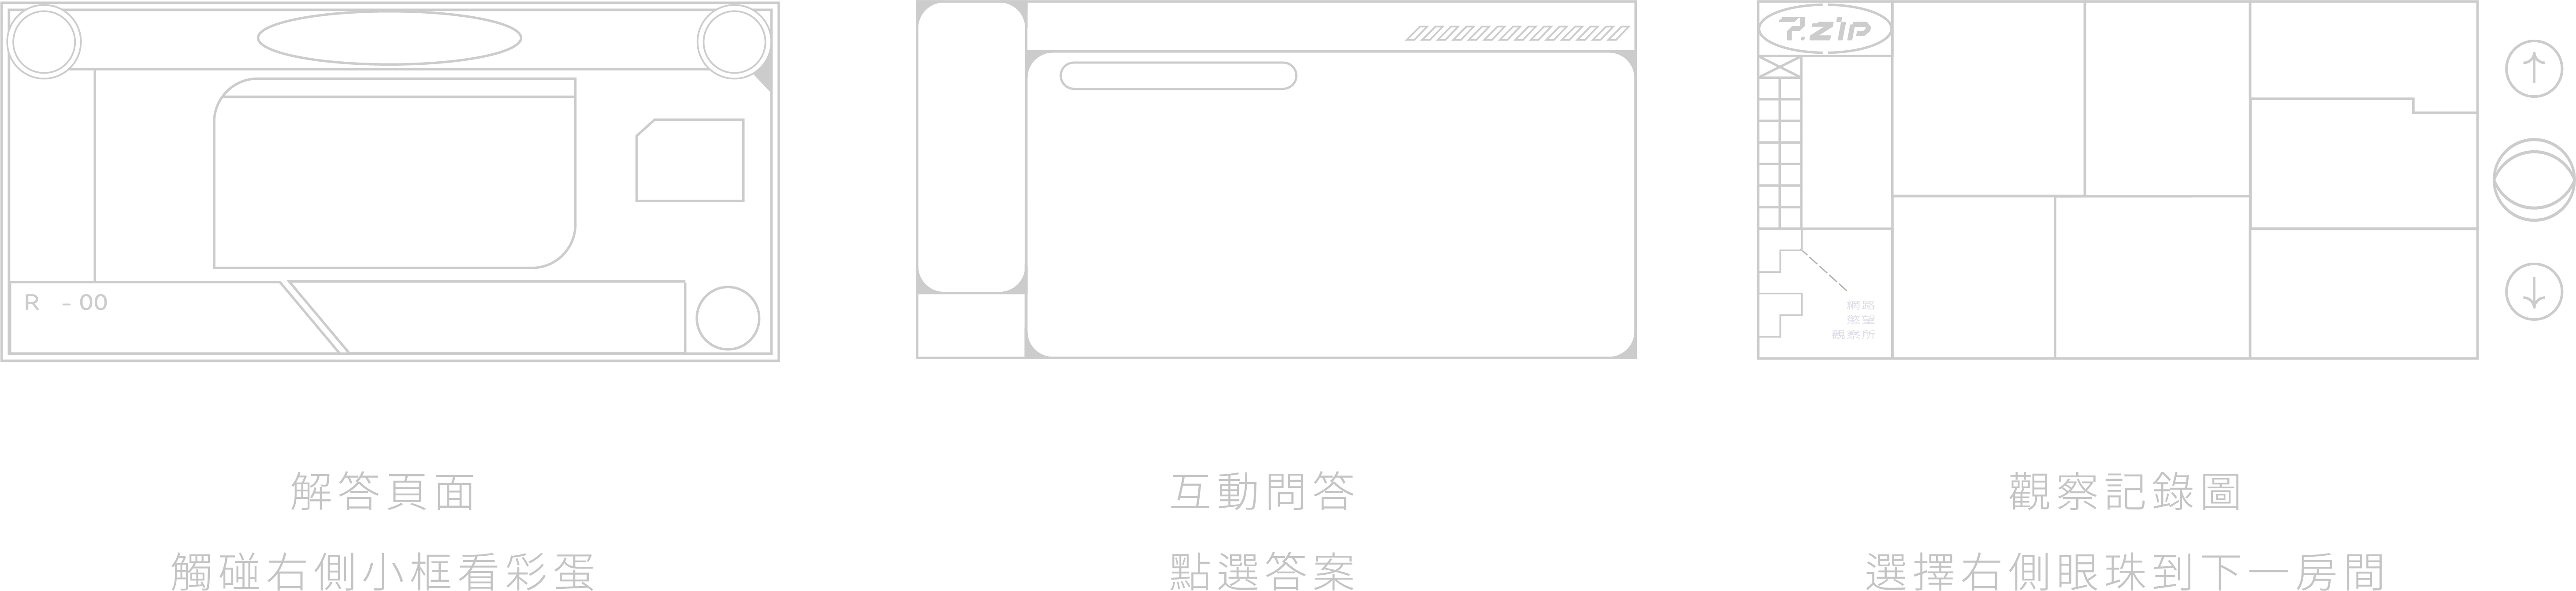 R -00
解答頁面
觸碰右側小框看彩蛋
互動問答
點選答案
?.ZIP
網路
慾望
觀察所
觀察記錄圖
選擇右側眼珠到下一房間